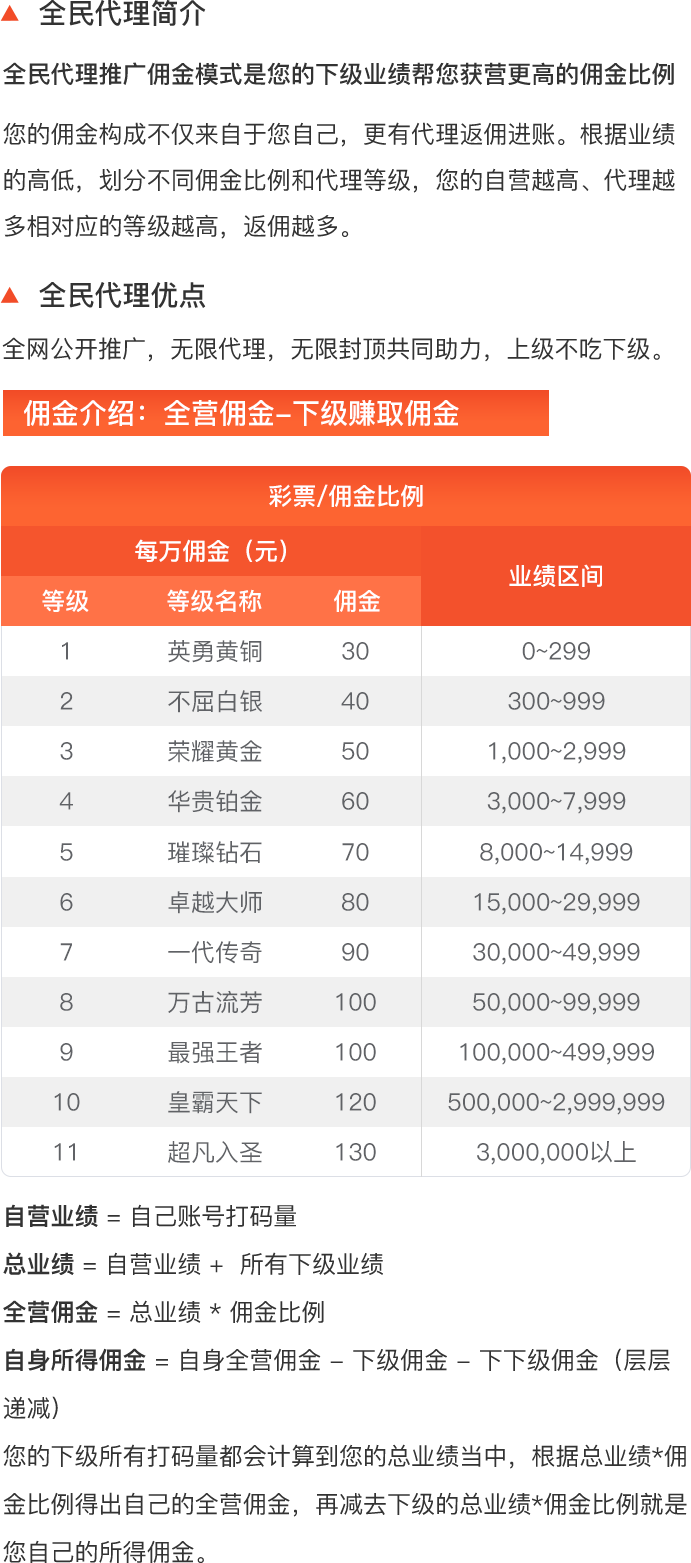 ▲ 全民代理简介
全民代理推广佣金模式是您的下级业绩帮您获营更高的佣金比例
您的佣金构成不仅来自于您自己，更有代理返佣进账。根据业绩
的高低，划分不同佣金比例和代理等级，您的自营越高、代理越
多相对应的等级越高，返佣越多。
▲ 全民代理优点
全网公开推广，无限代理，无限封顶共同助力，上级不吃下级。
佣金介绍：全营佣金-下级赚取佣金
彩票/佣金比例
每万佣金（元） 业绩区间
等级 等级名称 佣金
1 英勇黄铜 30 0~299
2 不屈白银 40 300~999
3 荣耀黄金 50 1,000~2,999
4 华贵铂金 60 3,000~7,999
5 璀璨钻石 70 8,000~14,999
6 卓越大师 80 15,000~29,999
7 一代传奇 90 30,000~49,999
8 万古流芳 100 50,000~99,999
9 最强王者 100 100,000~499,999
10 皇霸天下 120 500,000~2,999,999
11 超凡入圣 130 3,000,000以上
自营业绩 = 自己账号打码量
总业绩 = 自营业绩 + 所有下级业绩
全营佣金 = 总业绩 * 佣金比例
自身所得佣金 = 自身全营佣金 - 下级佣金 - 下下级佣金（层层
递减）
您的下级所有打码量都会计算到您的总业绩当中，根据总业绩*佣
金比例得出自己的全营佣金，再减去下级的总业绩*佣金比例就是
您自己的所得佣金。